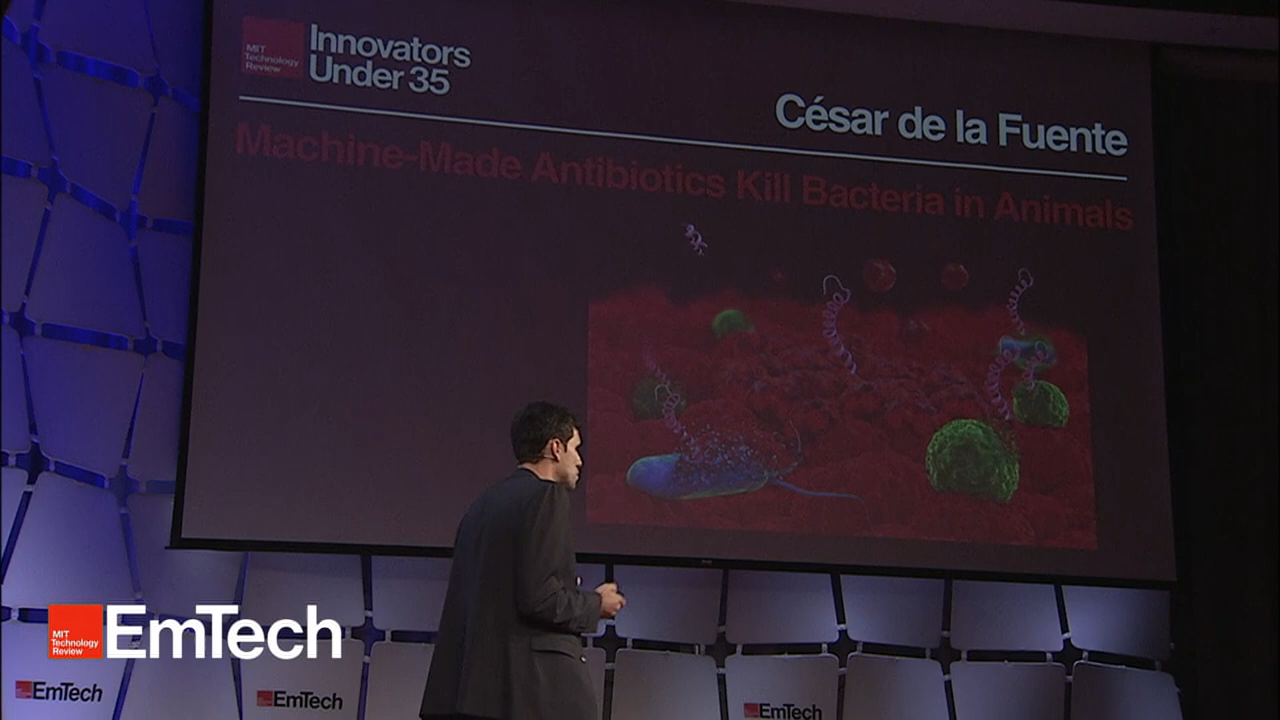 MIT
Technology
Review
Innovators
Under 35
César de la Fuente
Machine-Made Antibiotics Kill Bacteria in Animals
MIT
Technology
Review
EmTech
EmTech
EmTech
EmTech